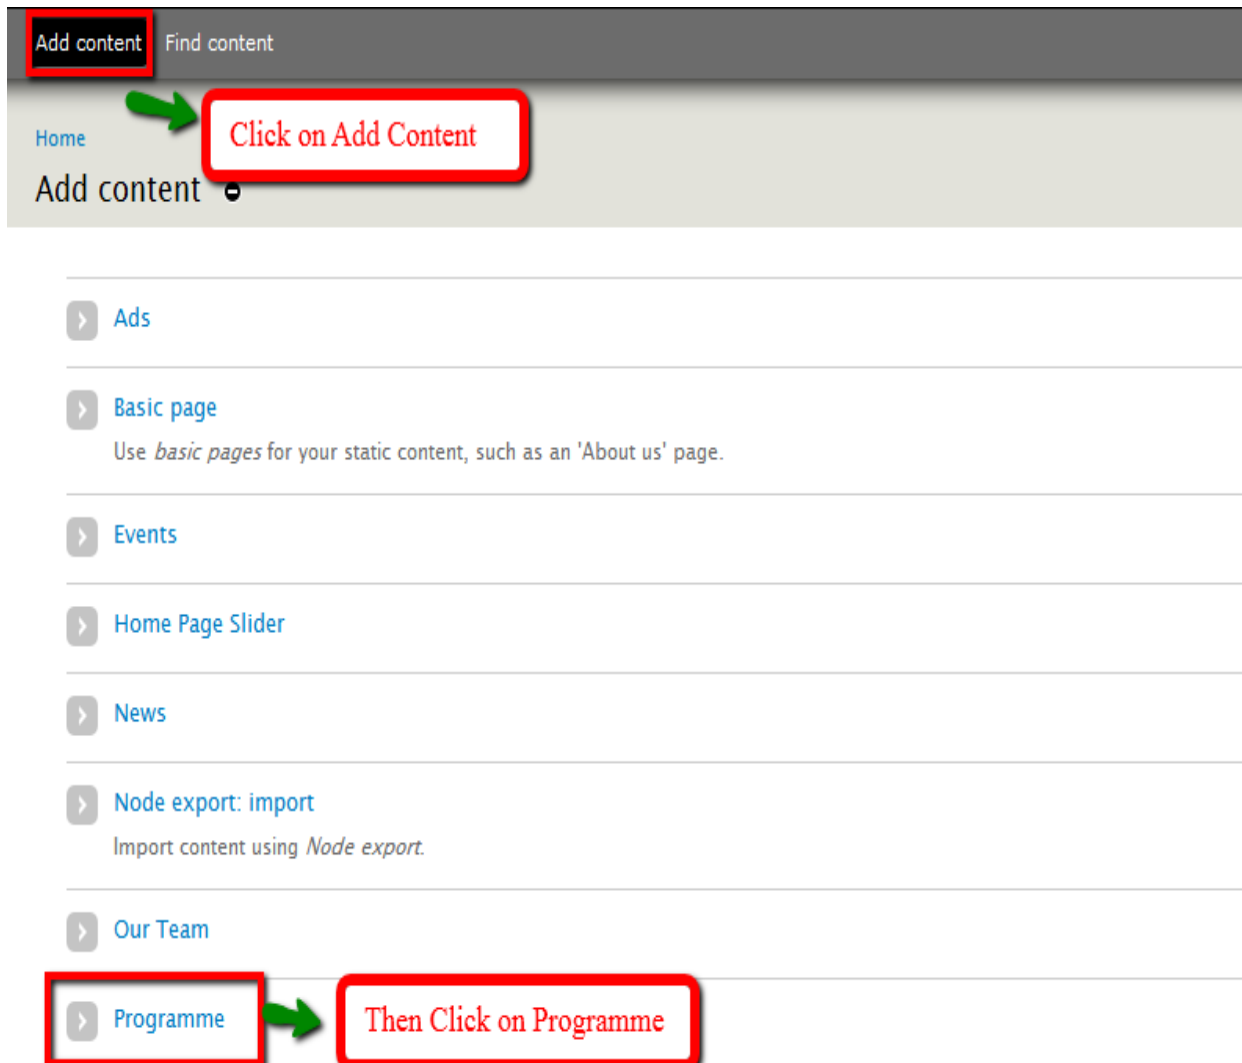 Add content Find content
Click on Add Content
Home
Add content
Ads
Basic page
Use basic pages for your static content, such as an 'About us' page.
Events
Home Page Slider
News
Node export: import
Import content using Node export.
Our Team
Programme
Then Click on Programme